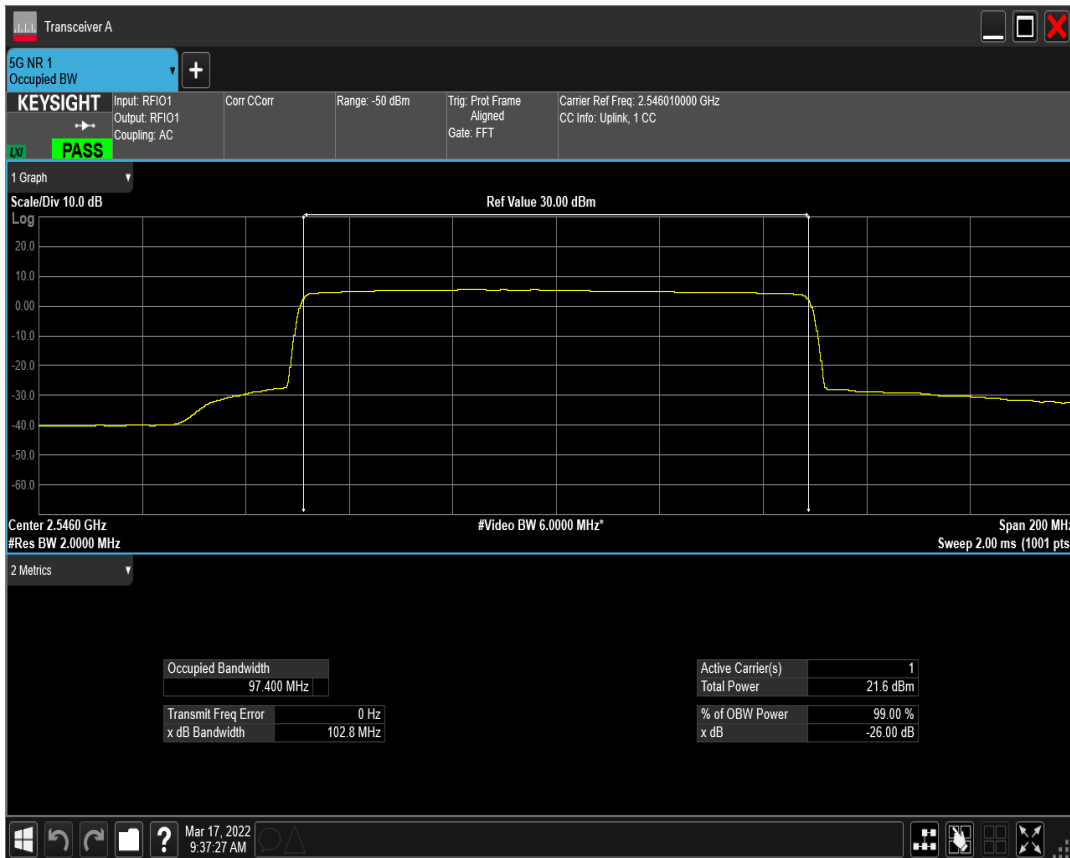 Transceiver A
5G NR 1
Occupied BW
+
KEYSIGHT
LXI
PASS
Input: RFIO1
Output: RFIO1
Coupling: AC
Corr CCorr
Range: -50 dBm
Trig: Prot Frame
Aligned
Gate: FFT
Carrier Ref Freq: 2.546010000 GHz
CC Info: Uplink, 1 CC
1 Graph
Scale/Div 10.0 dB
Ref Value 30.00 dBm
Log
20.0
10.0
0.00
-10.0
-20.0
-30.0
-40.0
-50.0
-60.0
Center 2.5460 GHz
#Video BW 6.0000 MHz*
Span 200 MHz
#Res BW 2.0000 MHz
Sweep 2.00 ms (1001 pts
2 Metrics
Occupied Bandwidth
97.400 MHz
Transmit Freq Error 0 Hz
x dB Bandwidth 102.8 MHz
Active Carrier(s) 1
Total Power 21.6 dBm
% of OBW Power 99.00 %
x dB -26.00 dB
?
Mar 17, 2022
9:37:27 AM